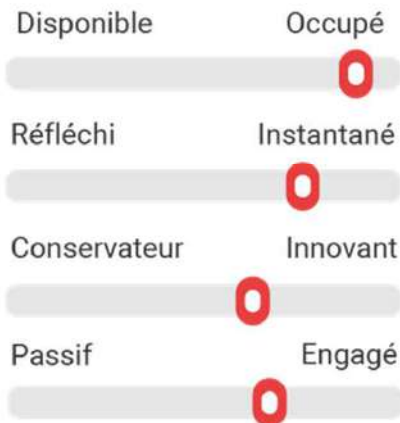 Disponible Occupé
Réfléchi Instantané
Conservateur Innovant
Passif Engagé